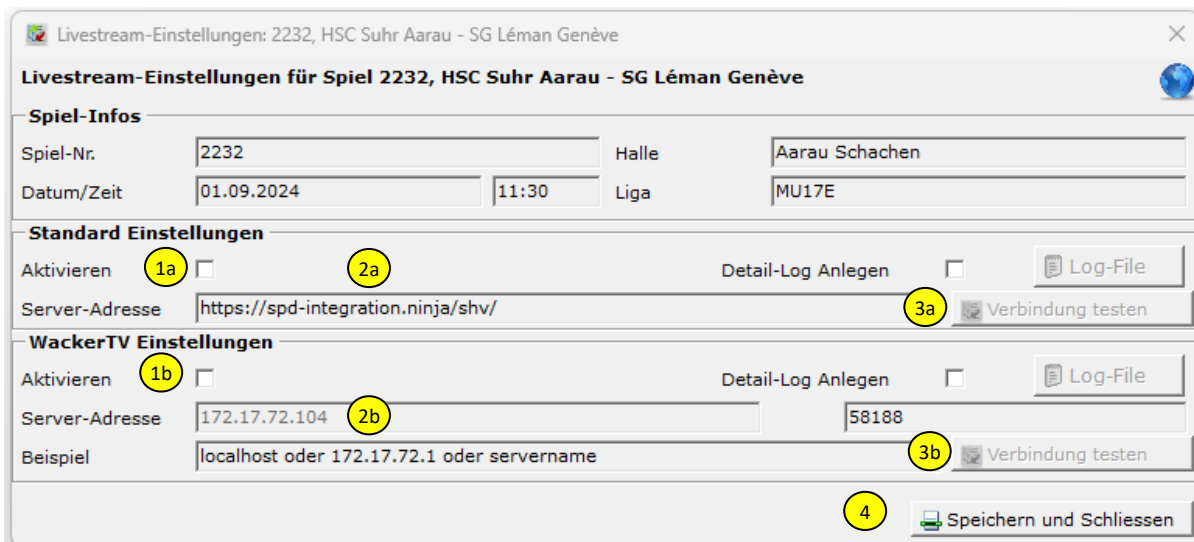 Livestream-Einstellungen: 2232, HSC Suhr Aarau - SG Léman Genève
Livestream-Einstellungen für Spiel 2232, HSC Suhr Aarau - SG Léman Genève
Spiel-Infos
Spiel-Nr. 2232 Halle Aarau Schachen
Datum/Zeit 01.09.2024 11:30 Liga MU17E
Standard Einstellungen
Aktivieren 1a 2a Detail-Log Anlegen Log-File
Server-Adresse https://spd-integration.ninja/shv/ 3a Verbindung testen
WackerTV Einstellungen
Aktivieren 1b Detail-Log Anlegen Log-File
Server-Adresse 172.17.72.104 2b 58188
Beispiel localhost oder 172.17.72.1 oder servername 3b Verbindung testen
4 Speichern und Schliessen